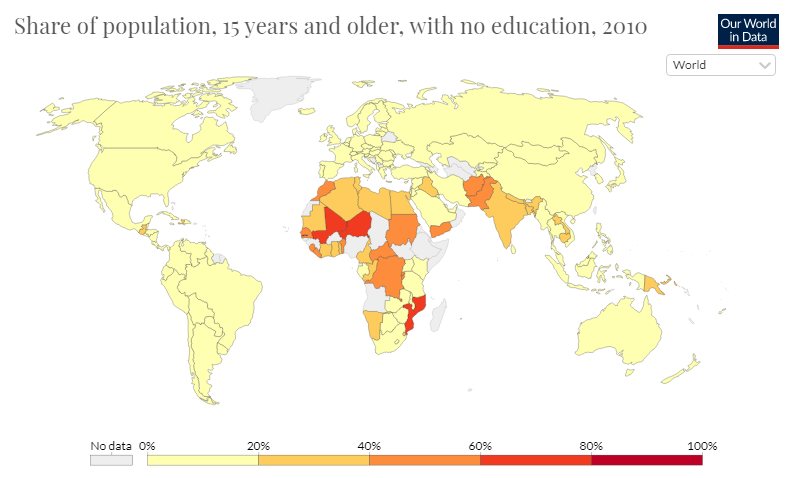 Share of population, 15 years and older, with no education, 2010
Our World
in Data
World
No data 0% 20% 40% 60% 80% 100%